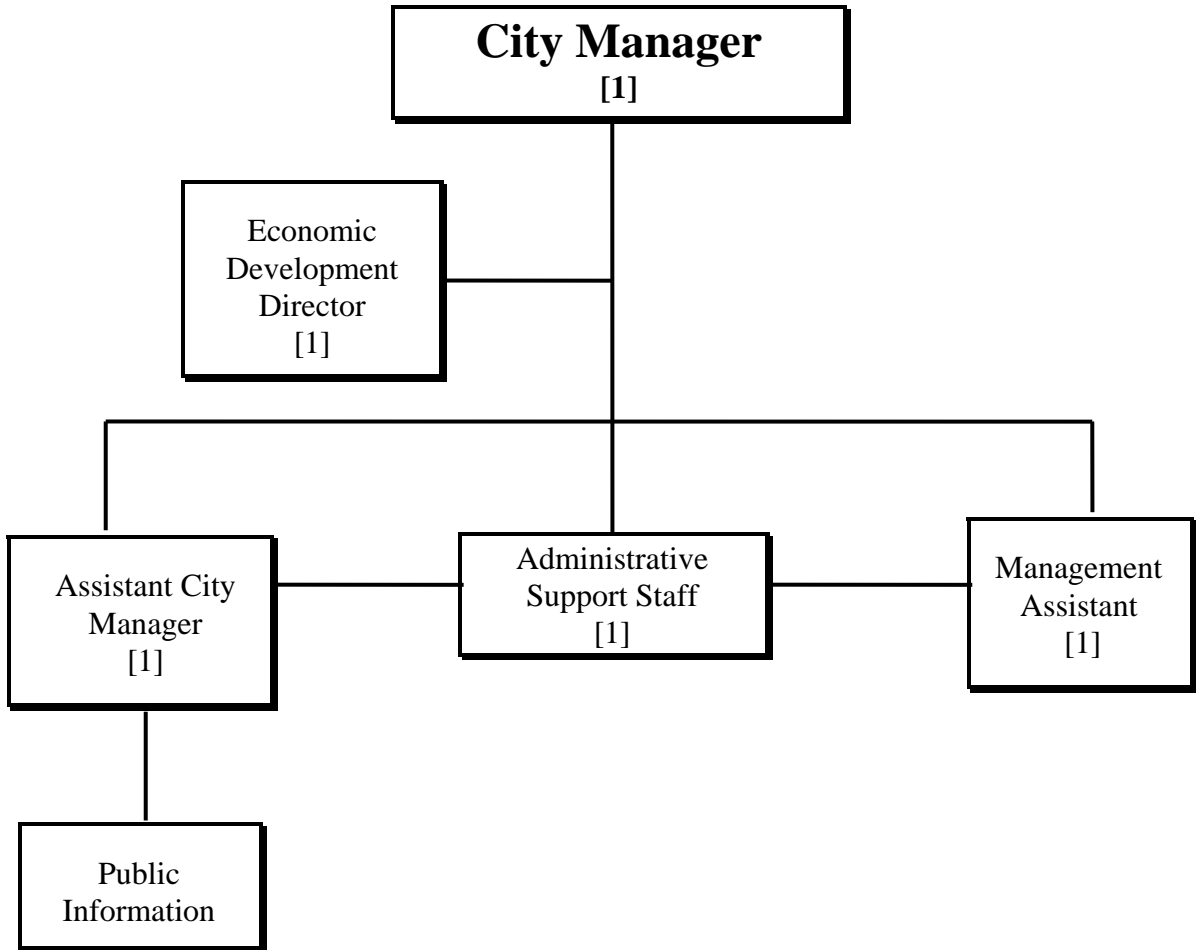 City Manager
[1]
Economic
Development
Director
[1]
Assistant City
Manager
[1]
Administrative
Support Staff
[1]
Management
Assistant
[1]
Public
Information